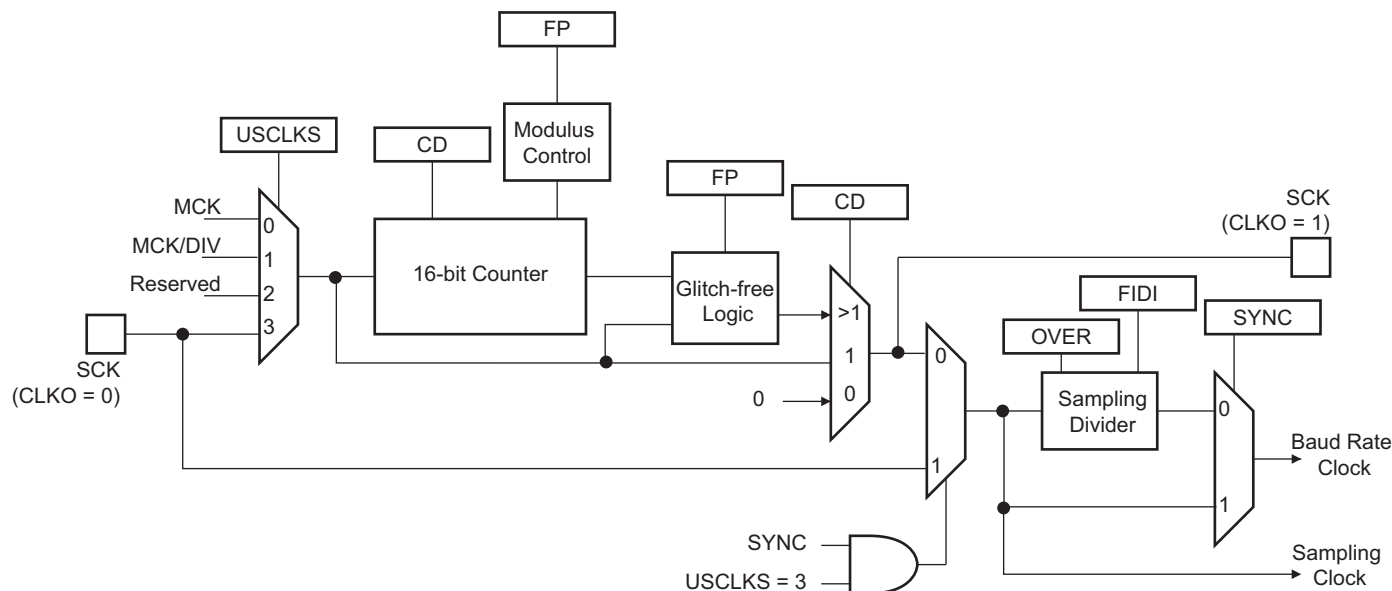 FP
USCLKS
CD
Modulus
Control
FP
CD
SCK
(CLKO = 1)
MCK
MCK/DIV
Reserved
0
1
2
3
16-bit Counter
Glitch-free
Logic
>1
1
0
0
SCK
(CLKO = 0)
0
1
FIDI
OVER
SYNC
Sampling
Divider
0
1
Baud Rate
Clock
SYNC
USCLKS = 3
Sampling
Clock